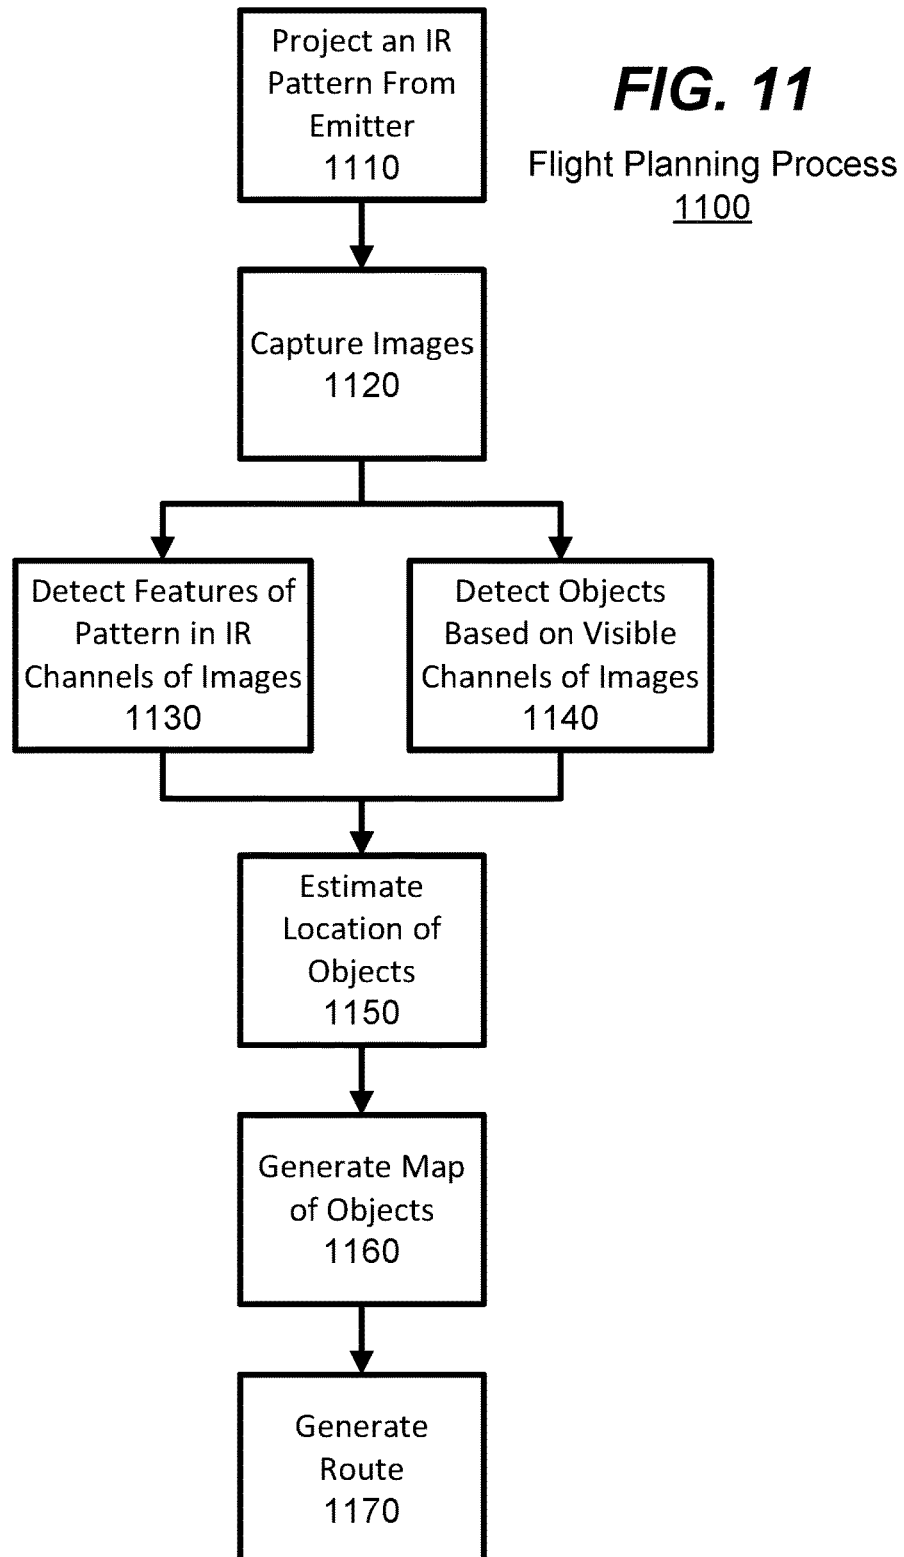 Project an IR
Pattern From
Emitter
1110
FIG. 11
Flight Planning Process
1100
Capture Images
1120
Detect Features of
Pattern in IR
Channels of Images
1130
Detect Objects
Based on Visible
Channels of Images
1140
Estimate
Location of
Objects
1150
Generate Map
of Objects
1160
Generate
Route
1170